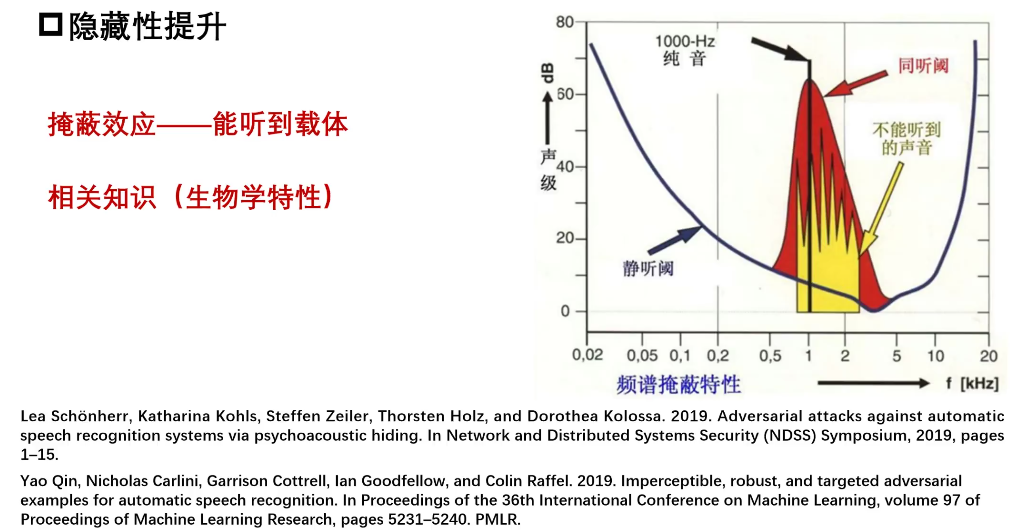 隐藏性提升
掩蔽效应——能听到载体
相关知识（生物学特性）
80
60
40
20
0
dB
声级
1000-Hz
纯 音
同听阈
不能听到
的声音
静听阈
0,02 0,05 0,1 0,2 0,5 1 2 5 10 20
频谱掩蔽特性
f [kHz]
Lea Schönherr, Katharina Kohls, Steffen Zeiler, Thorsten Holz, and Dorothea Kolossa. 2019. Adversarial attacks against automatic
speech recognition systems via psychoacoustic hiding. In Network and Distributed Systems Security (NDSS) Symposium, 2019, pages
1–15.
Yao Qin, Nicholas Carlini, Garrison Cottrell, Ian Goodfellow, and Colin Raffel. 2019. Imperceptible, robust, and targeted adversarial
examples for automatic speech recognition. In Proceedings of the 36th International Conference on Machine Learning, volume 97 of
Proceedings of Machine Learning Research, pages 5231–5240. PMLR.